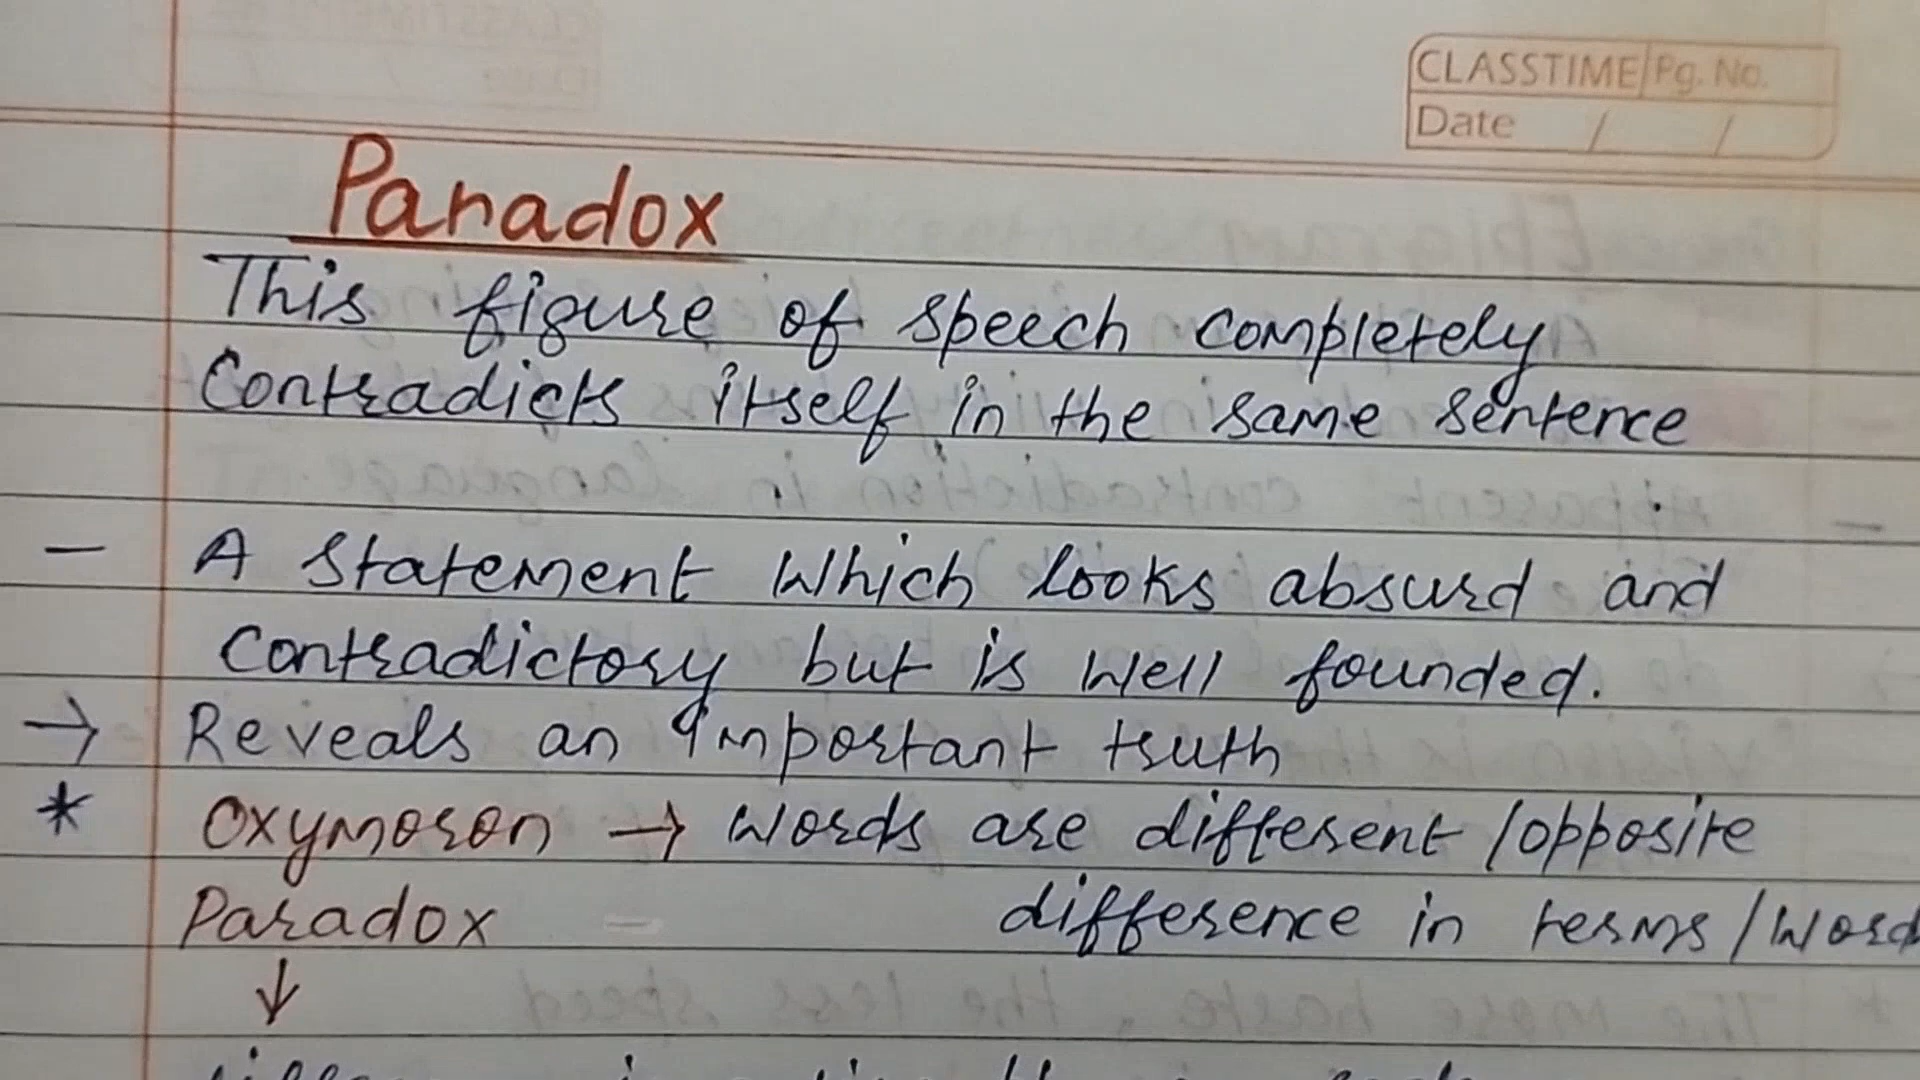 CLASSTIME Pg. No.
Date / /
Paradox
This figure of speech completely
Contradicts itself in the same sentence
- A Statement which looks absurd and
Contradictory but is well founded.
→ Reveals an Important truth
* Oxymoron → Words are different / opposite
Paradox - difference in terms / Word
↓